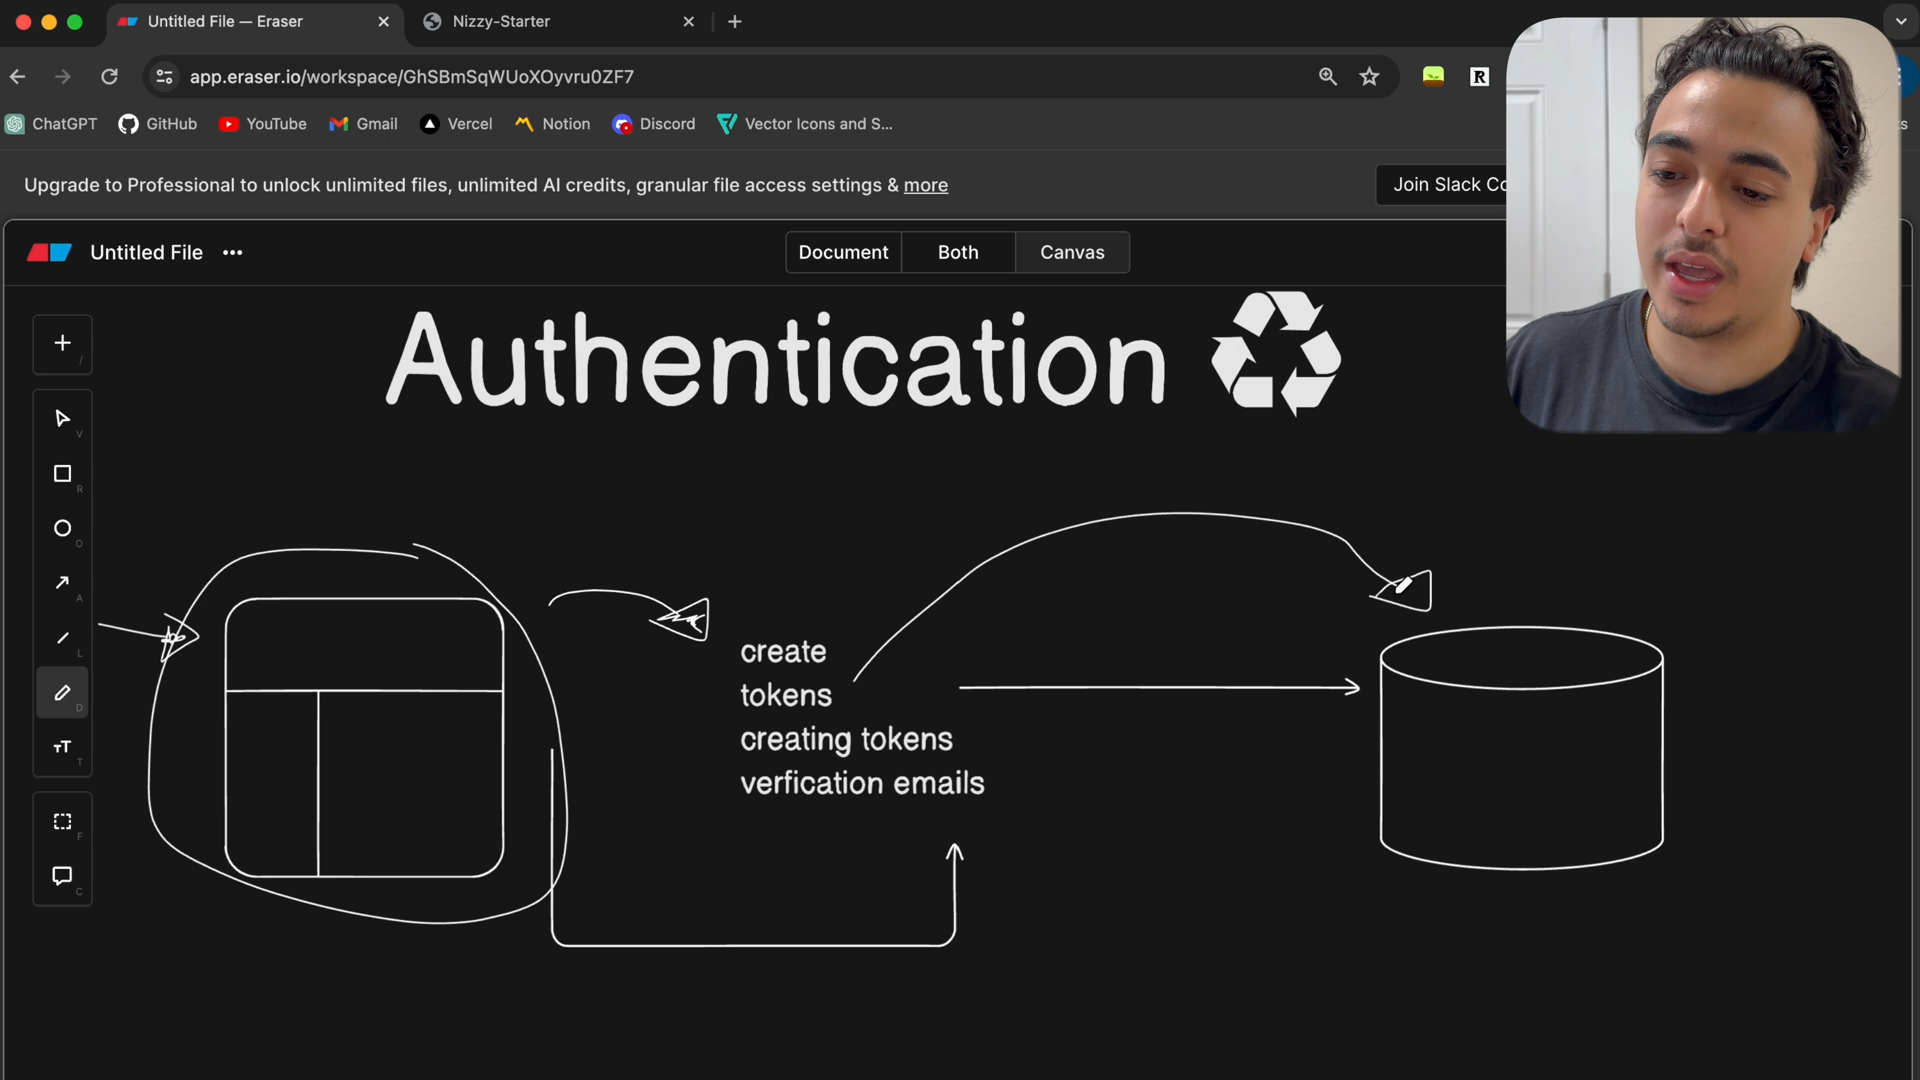 Untitled File — Eraser
Nizzy-Starter
app.eraser.io/workspace/GhSBmSqWUoXOyvru0ZF7
R
ChatGPT
GitHub
YouTube
Gmail
Vercel
Notion
Discord
Vector Icons and S...
Upgrade to Professional to unlock unlimited files, unlimited AI credits, granular file access settings & more
Join Slack Co
Untitled File
Document
Both
Canvas
Authentication
/
V
R
O
A
L
D
T
F
C
create
tokens
creating tokens
verfication emails